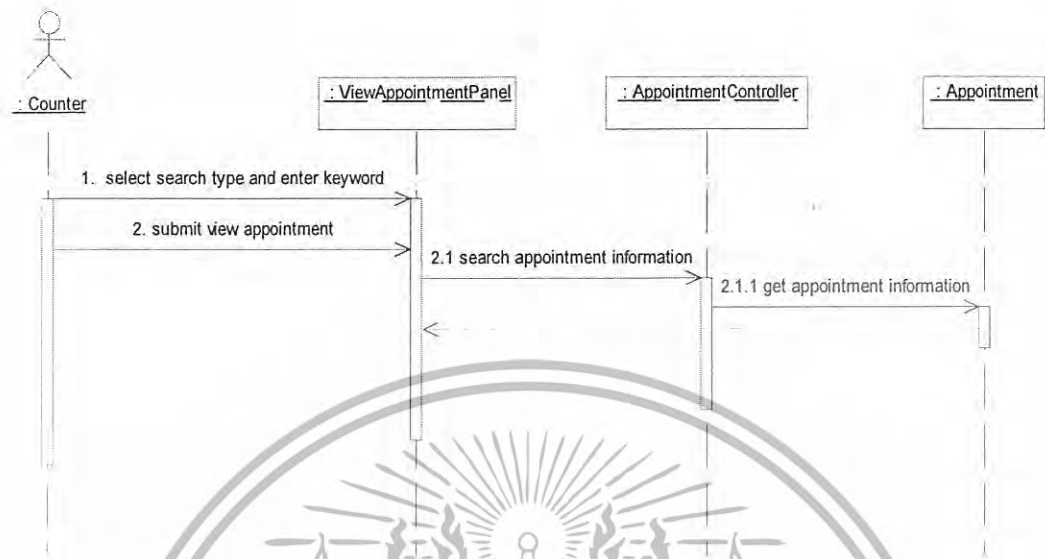 : Counter
: ViewAppointmentPanel
: AppointmentController
: Appointment
1. select search type and enter keyword
2. submit view appointment
2.1 search appointment information
2.1.1 get appointment information